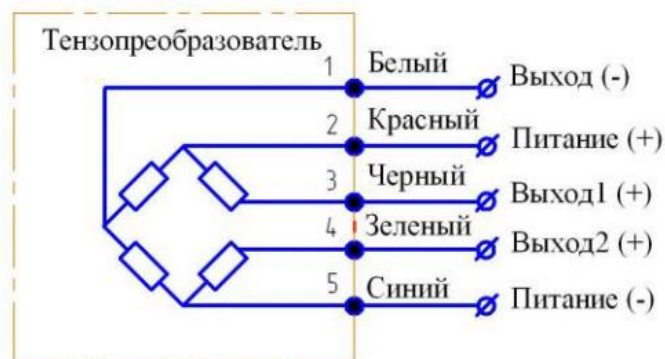 Тензопреобразователь
1 Белый Выход (-)
2 Красный Питание (+)
3 Черный Выход1 (+)
4 Зеленый Выход2 (+)
5 Синий Питание (-)